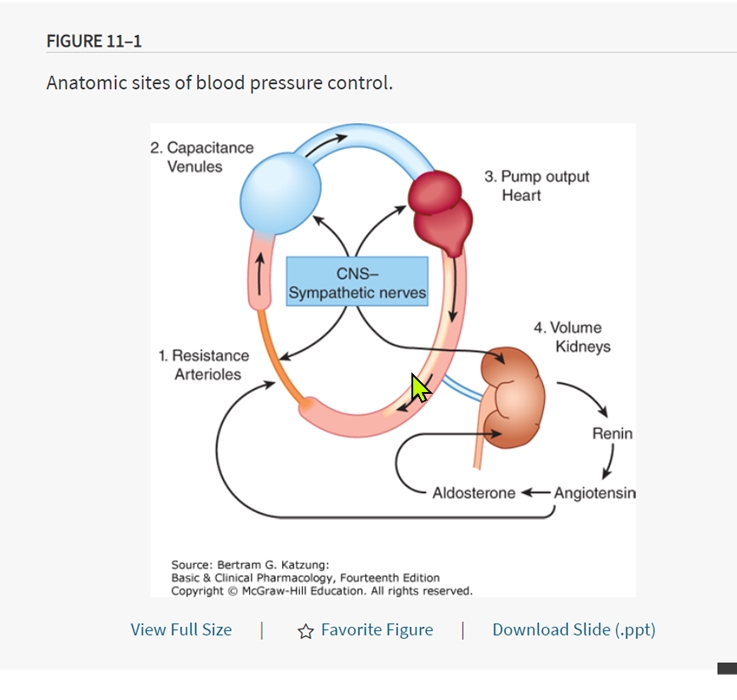 FIGURE 11–1
Anatomic sites of blood pressure control.
2. Capacitance
Venules
3. Pump output
Heart
CNS–
Sympathetic nerves
4. Volume
Kidneys
1. Resistance
Arterioles
Renin
Aldosterone
Angiotensin
Source: Bertram G. Katzung:
Basic & Clinical Pharmacology, Fourteenth Edition
Copyright © McGraw-Hill Education. All rights reserved.
View Full Size | Favorite Figure | Download Slide (.ppt)